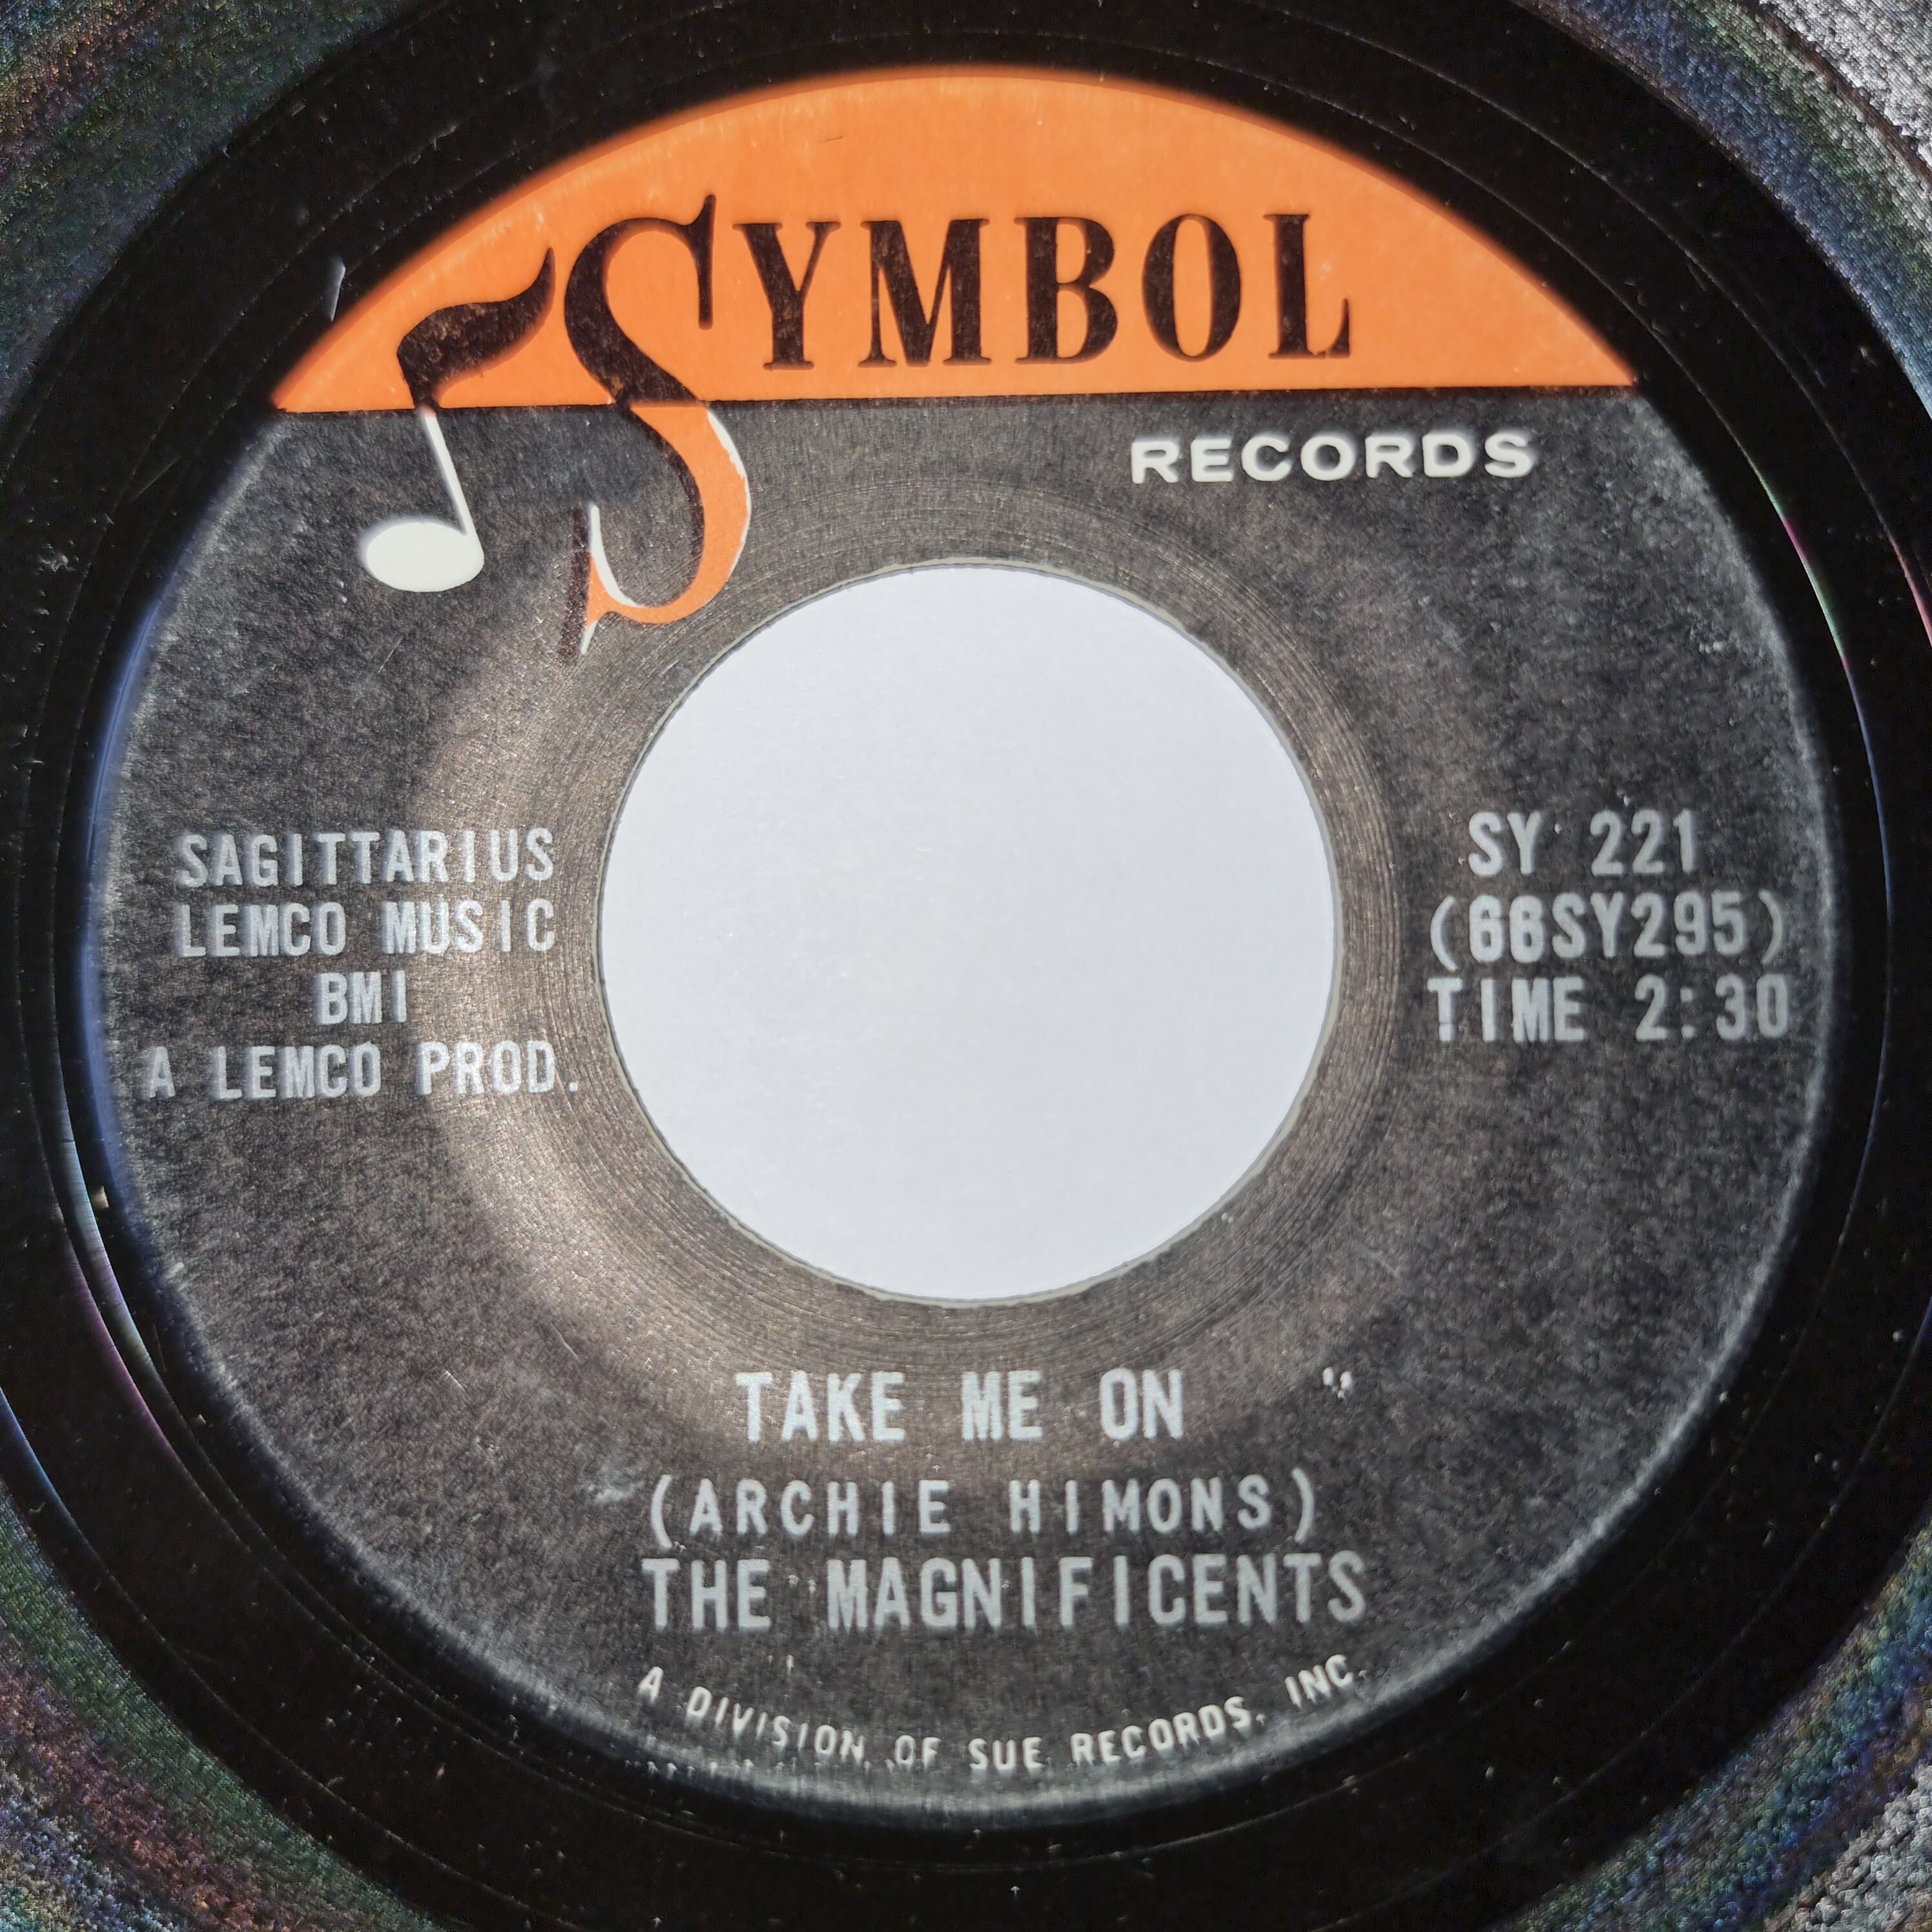 SYMBOL
RECORDS
SAGITTARIUS
LEMCO MUSIC
BMI
A LEMCO PROD.
SY 221
(66SY295)
TIME 2:30
TAKE ME ON
(ARCHIE HIMONS)
THE MAGNIFICENTS
A DIVISION OF SUE RECORDS, INC.